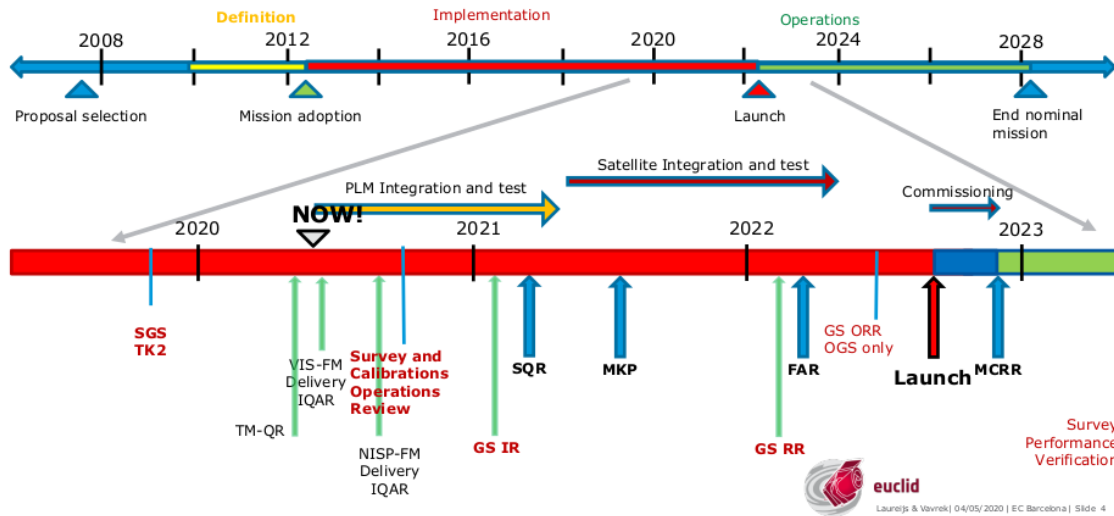 Definition
Implementation
Operations
2008
2012
2016
2020
2024
2028
Proposal selection
Mission adoption
Launch
End nominal
mission
Satellite Integration and test
PLM Integration and test
Commissioning
NOW!
2020
2021
2022
2023
SGS
TK2
VIS-FM
Delivery
IQAR
Survey and
Calibrations
Operations
Review
SQR
MKP
FAR
GS ORR
OGS only
Launch
MCRR
TM-QR
NISP-FM
Delivery
IQAR
GS IR
GS RR
Survey
Performance
Verification
euclid
Laureijs & Vavrek| 04/05/2020 | EC Barcelona | Slide 4